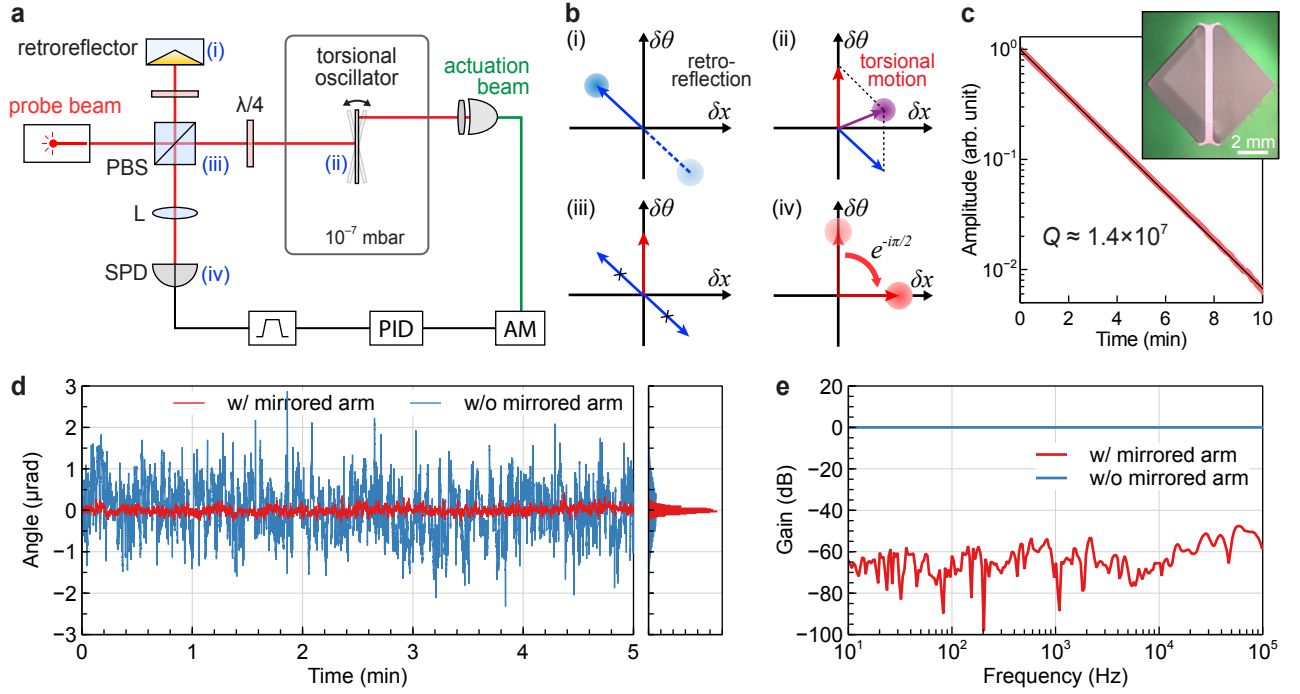 a
retroreflector
(i)
torsional
oscillator
actuation
beam
probe beam
λ/4
PBS
(iii)
(ii)
L
10⁻⁷ mbar
SPD
(iv)
PID
AM
b
(i)
δθ
retro-
reflection
δx
(ii)
δθ
torsional
motion
δx
(iii)
δθ
δx
(iv)
δθ
e^{-iπ/2}
δx
c
Amplitude (arb. unit)
10⁰
10⁻¹
10⁻²
2 mm
Q ≈ 1.4×10⁷
0 2 4 6 8 10
Time (min)
d
Angle (μrad)
3
2
1
0
−1
−2
−3
w/ mirrored arm
w/o mirrored arm
0 1 2 3 4 5
Time (min)
e
Gain (dB)
20
0
−20
−40
−60
−80
−100
w/ mirrored arm
w/o mirrored arm
10¹ 10² 10³ 10⁴ 10⁵
Frequency (Hz)